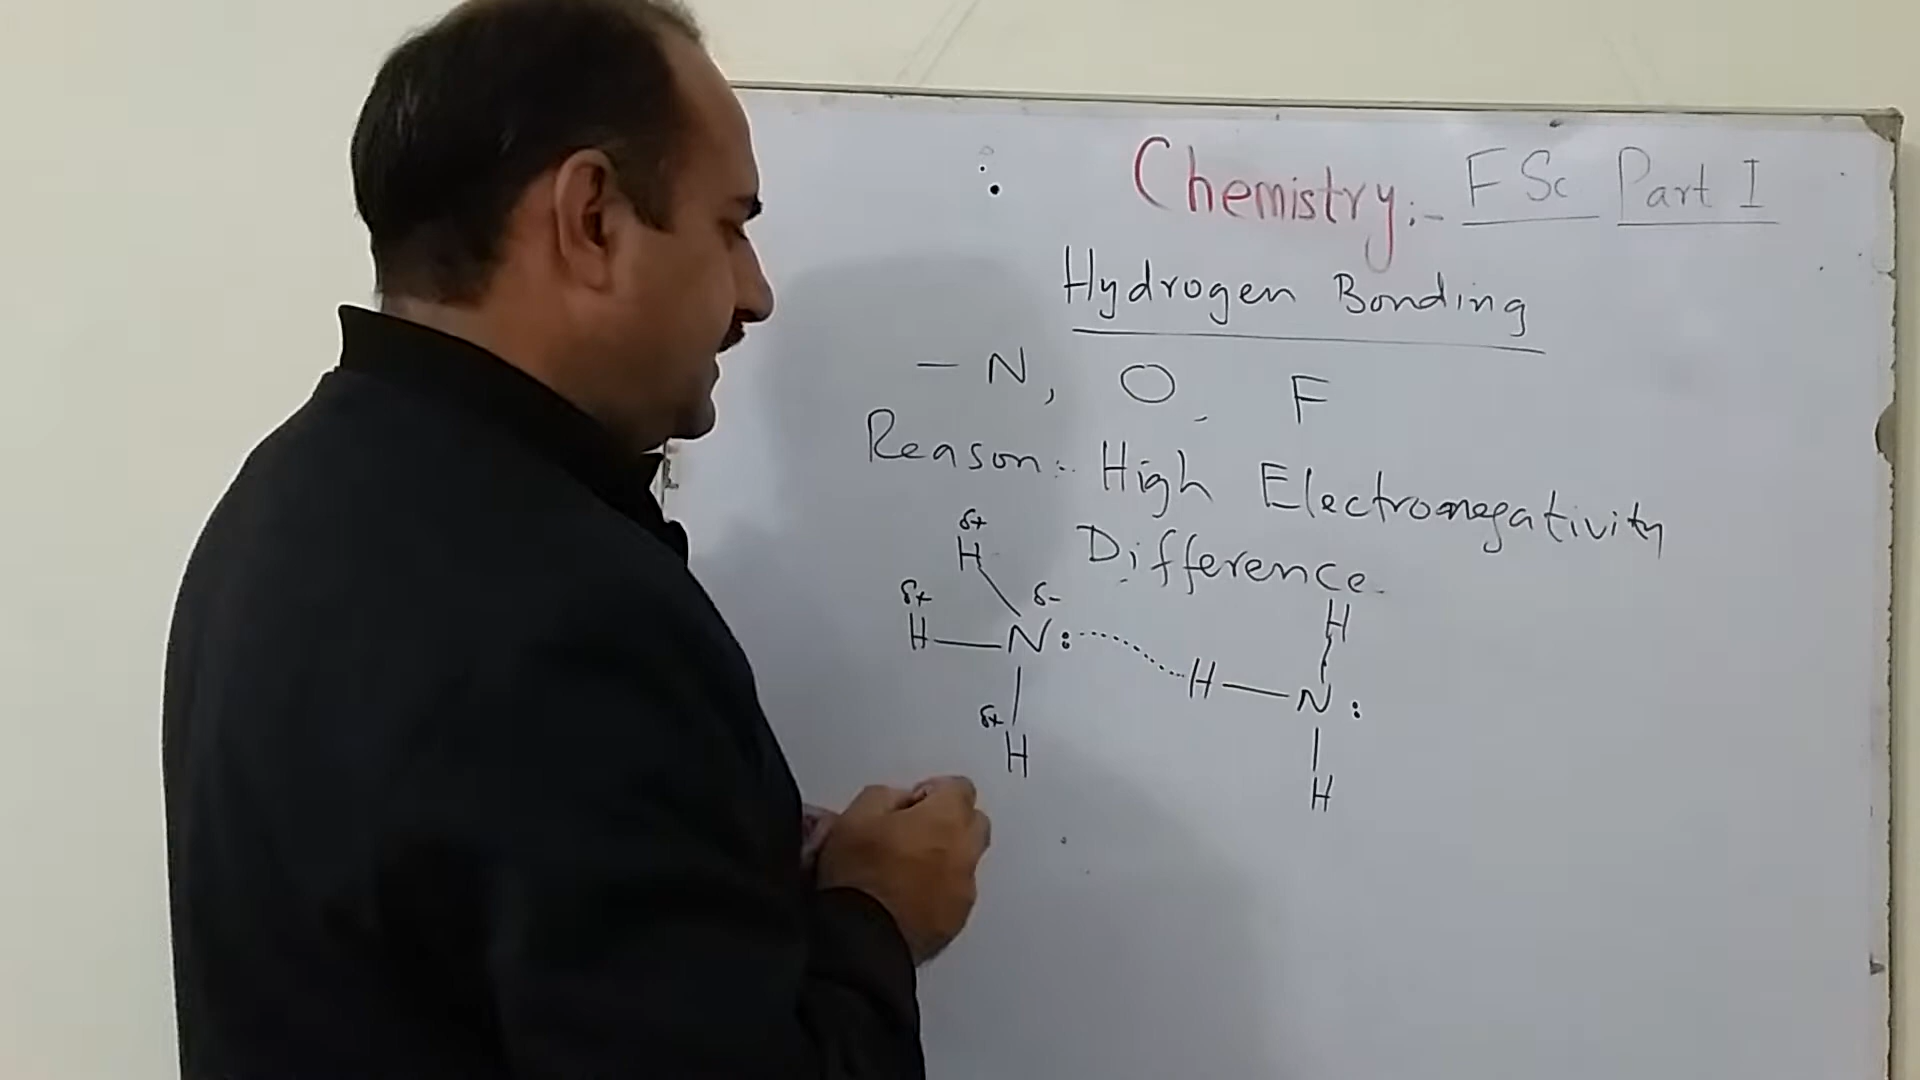 Chemistry:- FSc Part I
Hydrogen Bonding
– N, O, F
Reason:- High Electronegativity
Difference.
δ+
H
δ+ δ-
H — N : ........ H — N :
H
δ+
H
H